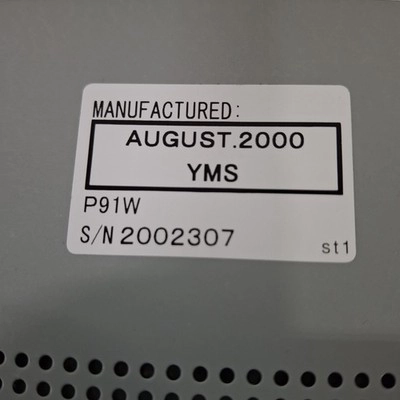 MANUFACTURED:
AUGUST.2000
YMS
P91W
S/N 2002307
st1